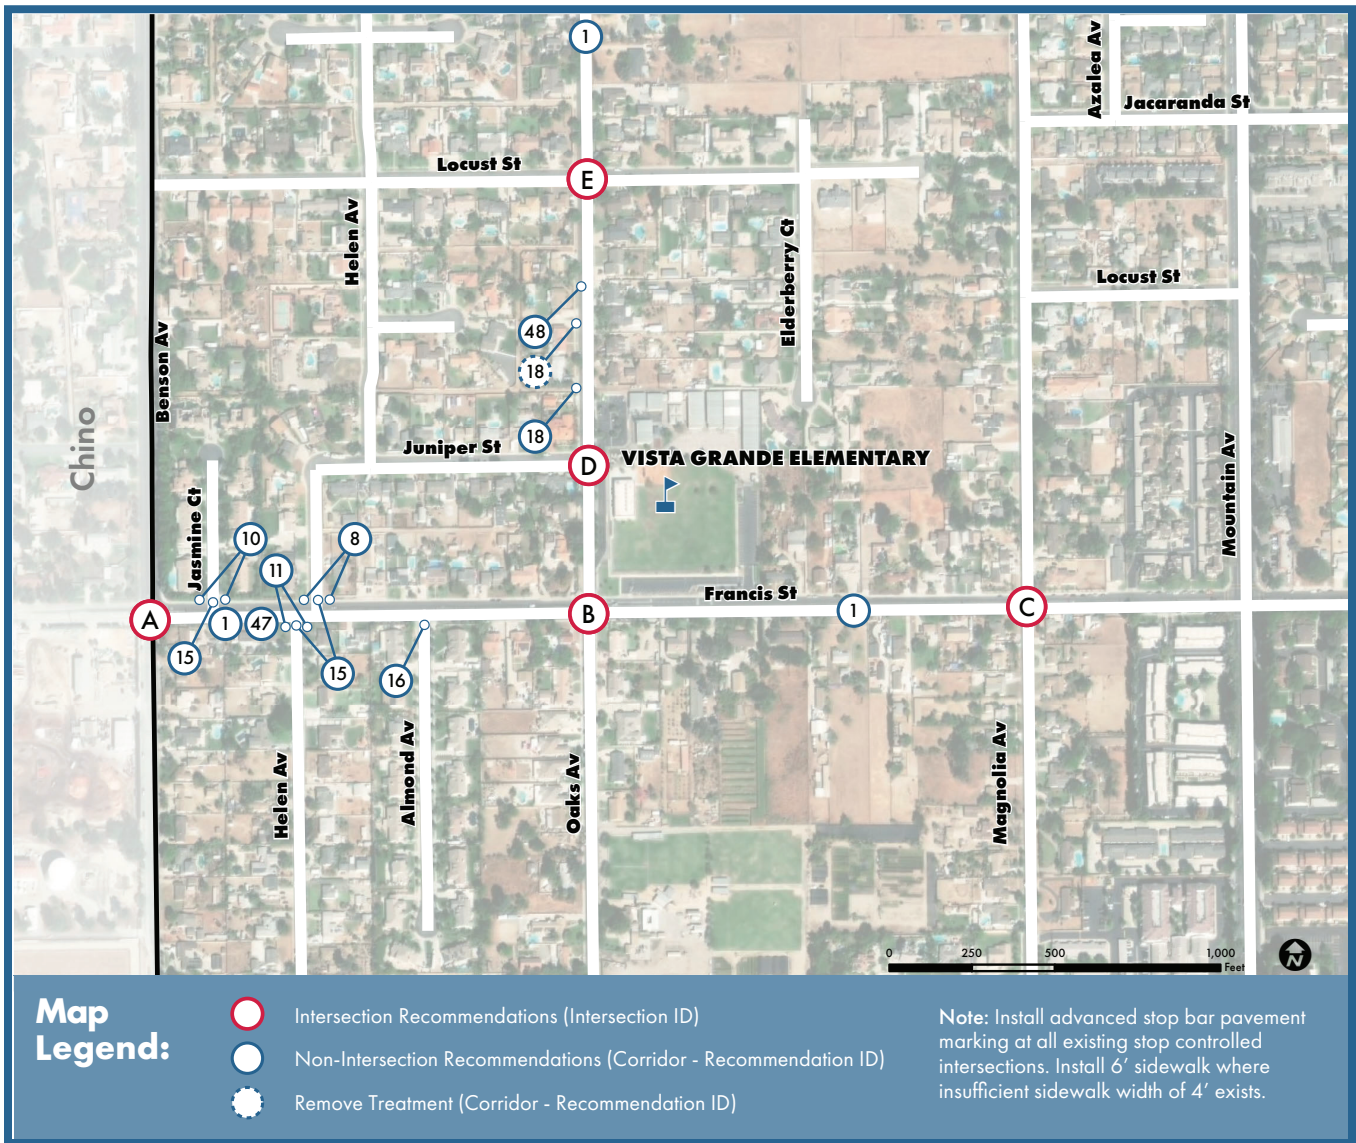 1
Azalea Av
Jacaranda St
Locust St
E
Helen Av
Elderberry Ct
Locust St
48
18
18
Benson Av
Chino
Juniper St
D
VISTA GRANDE ELEMENTARY
Mountain Av
Jasmine Ct
10
8
11
Francis St
A
1
47
B
1
C
15
15
16
Helen Av
Almond Av
Oaks Av
Magnolia Av
0 250 500 1,000
Feet
N
Map
Legend:
Intersection Recommendations (Intersection ID)
Non-Intersection Recommendations (Corridor - Recommendation ID)
Remove Treatment (Corridor - Recommendation ID)
Note: Install advanced stop bar pavement
marking at all existing stop controlled
intersections. Install 6’ sidewalk where
insufficient sidewalk width of 4’ exists.